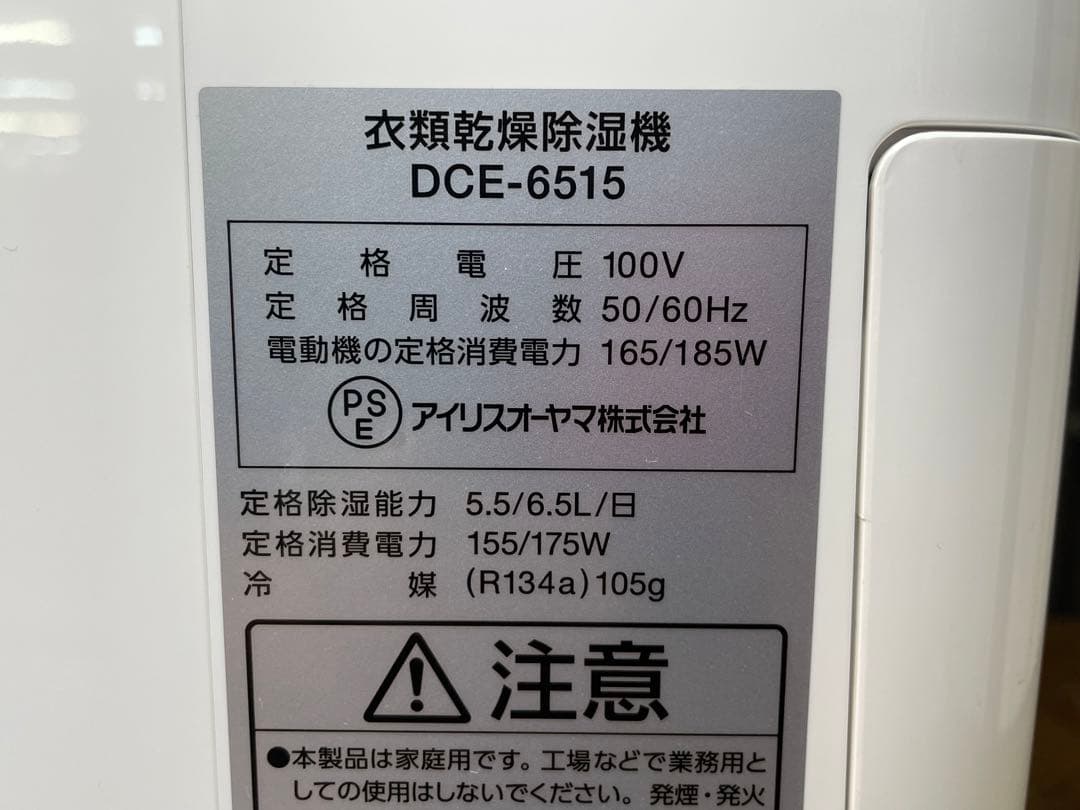 衣類乾燥除湿機
DCE-6515
定格電圧 100V
定格周波数 50/60Hz
電動機の定格消費電力 165/185W
PSE アイリスオーヤマ株式会社
定格除湿能力 5.5/6.5L/日
定格消費電力 155/175W
冷媒 (R134a)105g
注意
●本製品は家庭用です。工場などで業務用と
しての使用はしないでください。発煙・発火